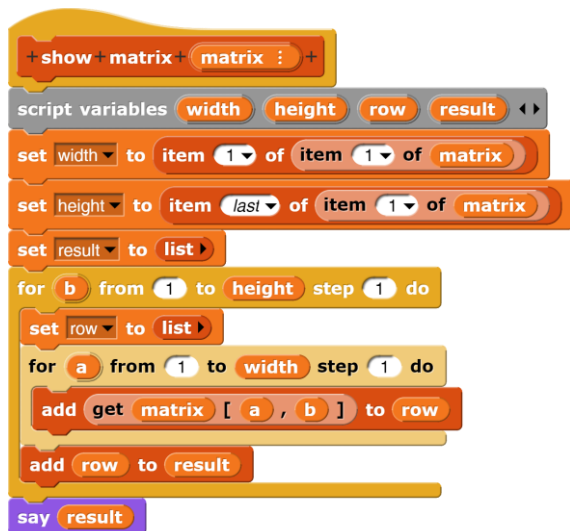 + show + matrix + matrix ⋮ +
script variables width height row result
set width to item 1 of item 1 of matrix
set height to item last of item 1 of matrix
set result to list
for b from 1 to height step 1 do
set row to list
for a from 1 to width step 1 do
add get matrix [ a , b ] to row
add row to result
say result